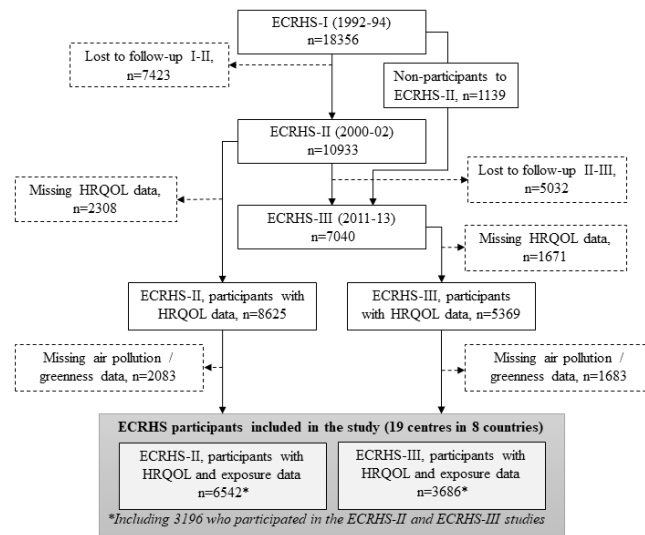 ECRHS-I (1992-94)
n=18356
Lost to follow-up I-II,
n=7423
Non-participants to
ECRHS-II, n=1139
ECRHS-II (2000-02)
n=10933
Lost to follow-up II-III,
n=5032
Missing HRQOL data,
n=2308
ECRHS-III (2011-13)
n=7040
Missing HRQOL data,
n=1671
ECRHS-II, participants with
HRQOL data, n=8625
ECRHS-III, participants
with HRQOL data, n=5369
Missing air pollution /
greenness data, n=2083
Missing air pollution /
greenness data, n=1683
ECRHS participants included in the study (19 centres in 8 countries)
ECRHS-II, participants with
HRQOL and exposure data
n=6542*
ECRHS-III, participants with
HRQOL and exposure data
n=3686*
*Including 3196 who participated in the ECRHS-II and ECRHS-III studies